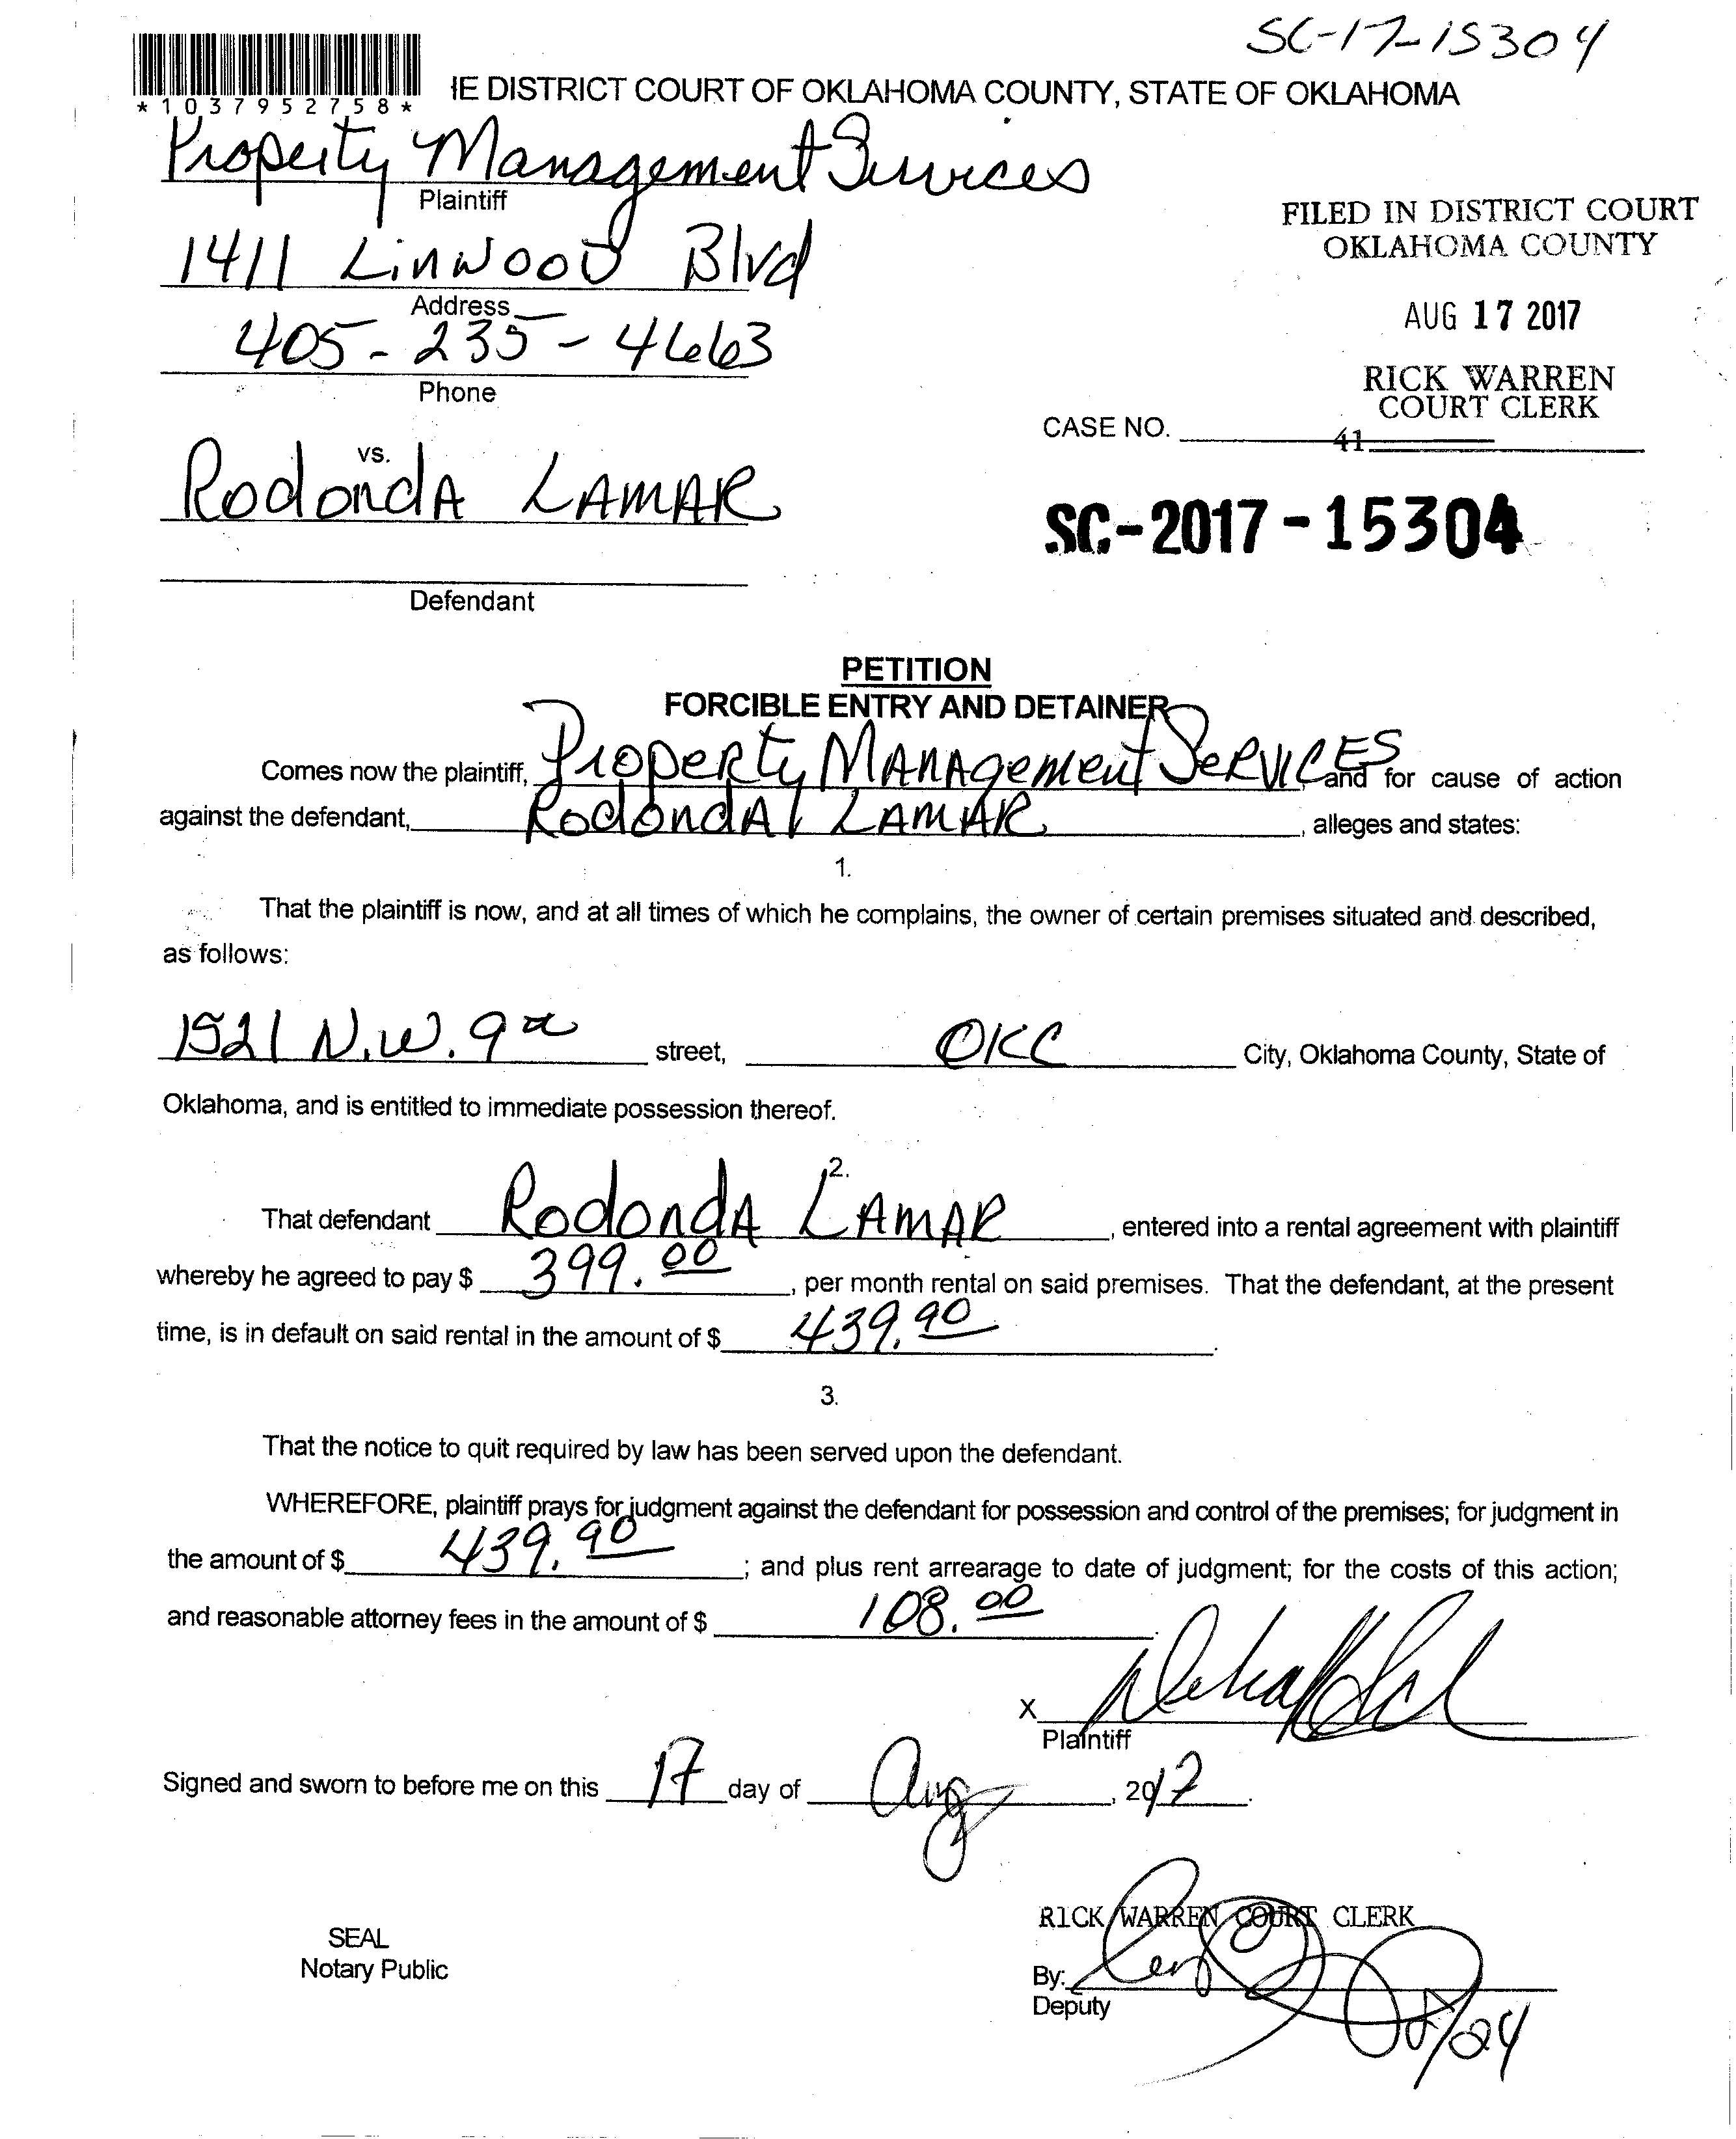 SC-17-15304
*1037952758*
IE DISTRICT COURT OF OKLAHOMA COUNTY, STATE OF OKLAHOMA
Property Management Services
Plaintiff
FILED IN DISTRICT COURT
OKLAHOMA COUNTY
1411 Linwood Blvd
Address
AUG 17 2017
405-235-4663
Phone
RICK WARREN
COURT CLERK
CASE NO.
41
vs.
Rodonda LAMAR
SC-2017-15304
Defendant
PETITION
FORCIBLE ENTRY AND DETAINER
Comes now the plaintiff, Property Management Services, and for cause of action
against the defendant, Rodonda LAMAR, alleges and states:
1.
That the plaintiff is now, and at all times of which he complains, the owner of certain premises situated and described,
as follows:
1521 N.W. 9th street, OKC City, Oklahoma County, State of
Oklahoma, and is entitled to immediate possession thereof.
2.
That defendant Rodonda LAMAR, entered into a rental agreement with plaintiff
whereby he agreed to pay $ 399.00, per month rental on said premises. That the defendant, at the present
time, is in default on said rental in the amount of $ 439.90.
3.
That the notice to quit required by law has been served upon the defendant.
WHEREFORE, plaintiff prays for judgment against the defendant for possession and control of the premises; for judgment in
the amount of $ 439.90; and plus rent arrearage to date of judgment; for the costs of this action;
and reasonable attorney fees in the amount of $ 108.00.
X
Plaintiff
Signed and sworn to before me on this 17 day of Aug, 2017.
RICK WARREN COURT CLERK
SEAL
Notary Public
By:
Deputy